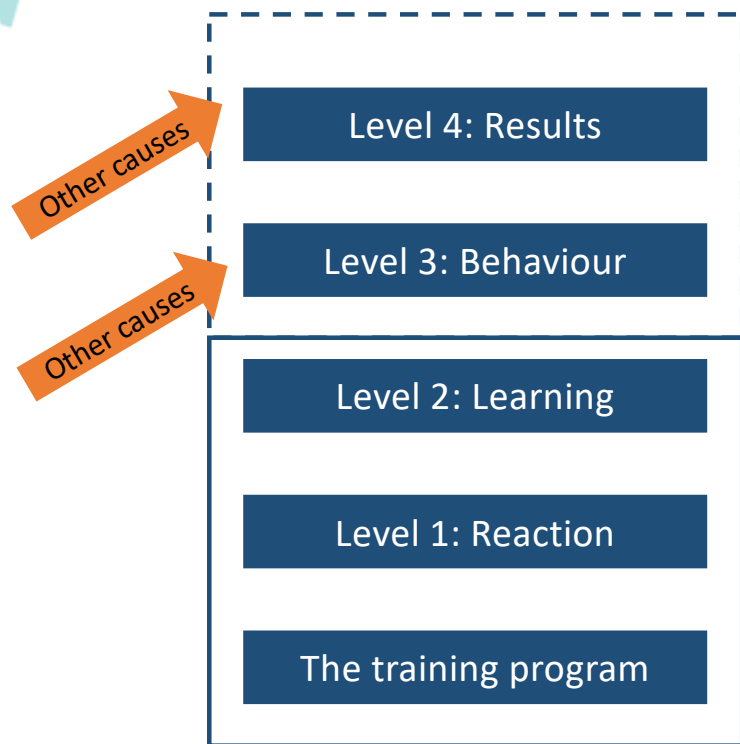 Level 4: Results
Other causes
Level 3: Behaviour
Other causes
Level 2: Learning
Level 1: Reaction
The training program